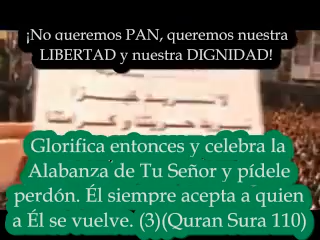 ¡No queremos PAN, queremos nuestra
LIBERTAD y nuestra DIGNIDAD!
Glorifica entonces y celebra la
Alabanza de Tu Señor y pídele
perdón. Él siempre acepta a quien
a Él se vuelve. (3)(Quran Sura 110)